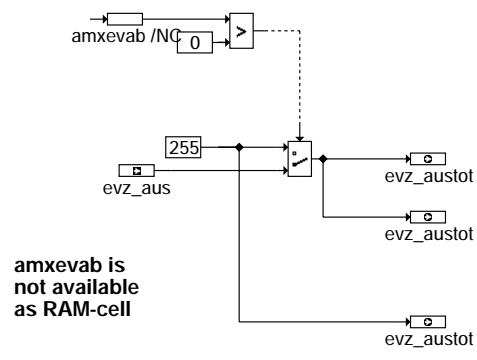 amxevab /NC
0
>
255
evz_aus
evz_austot
evz_austot
amxevab is
not available
as RAM-cell
evz_austot